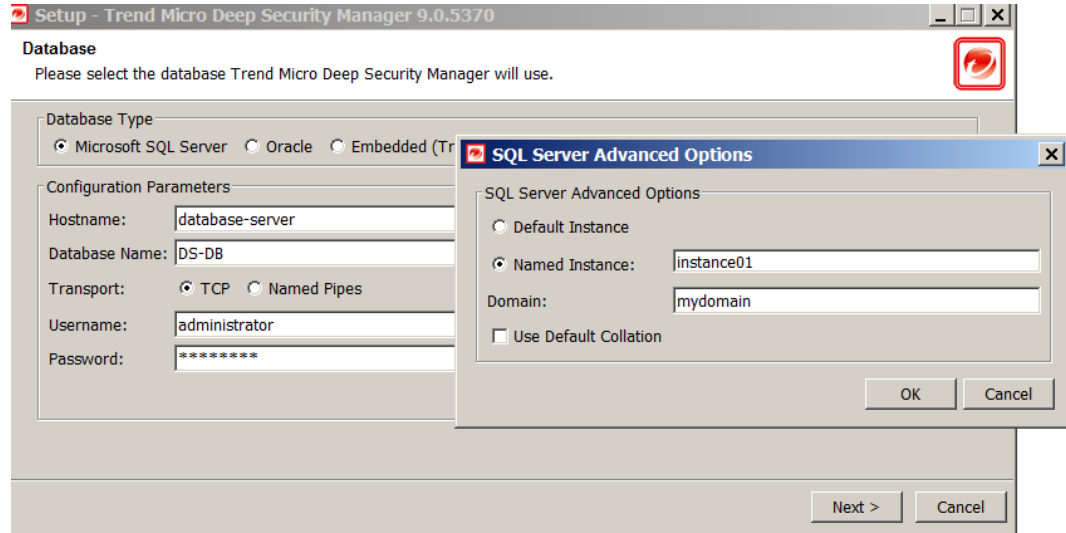 Setup - Trend Micro Deep Security Manager 9.0.5370
Database
Please select the database Trend Micro Deep Security Manager will use.
Database Type
Microsoft SQL Server Oracle Embedded (Tr
Configuration Parameters
Hostname: database-server
Database Name: DS-DB
Transport: TCP Named Pipes
Username: administrator
Password: ********
SQL Server Advanced Options
SQL Server Advanced Options
Default Instance
Named Instance: instance01
Domain: mydomain
Use Default Collation
OK Cancel
Next > Cancel